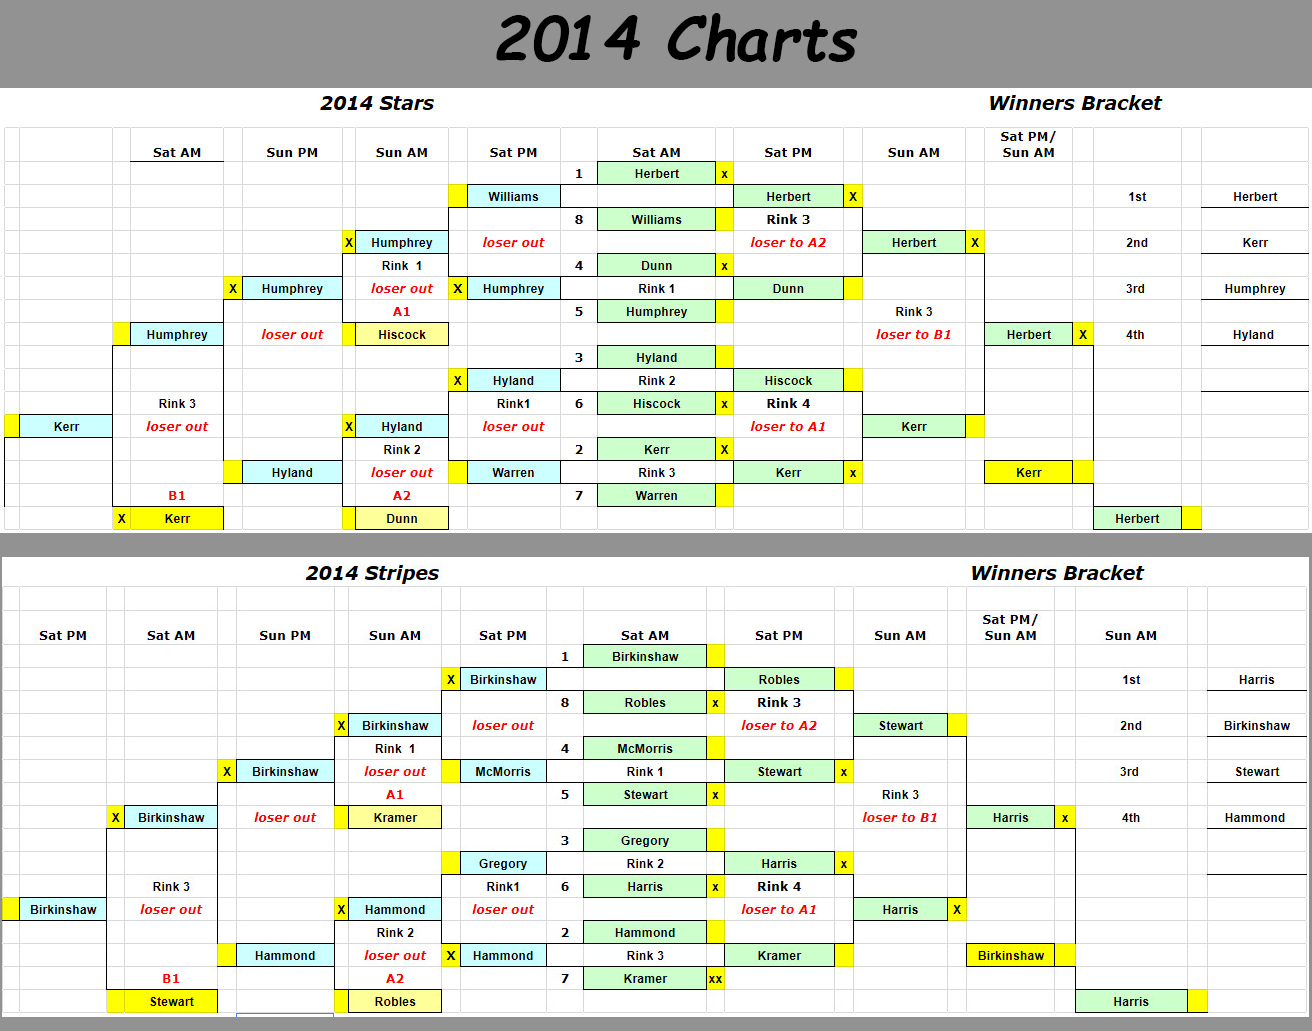 2014 Charts
2014 Stars Winners Bracket
Sat PM/
Sat AM Sun PM Sun AM Sat PM Sat AM Sat PM Sun AM Sun AM
1 Herbert x
Williams Herbert X 1st Herbert
8 Williams Rink 3
X Humphrey loser out loser to A2 Herbert X 2nd Kerr
Rink 1 4 Dunn x
X Humphrey loser out X Humphrey Rink 1 Dunn 3rd Humphrey
A1 5 Humphrey Rink 3
Humphrey loser out Hiscock loser to B1 Herbert X 4th Hyland
3 Hyland
X Hyland Rink 2 Hiscock
Rink 3 Rink1 6 Hiscock x Rink 4
Kerr loser out X Hyland loser out loser to A1 Kerr
Rink 2 2 Kerr X
Hyland loser out Warren Rink 3 Kerr x Kerr
B1 A2 7 Warren
X Kerr Dunn Herbert
2014 Stripes Winners Bracket
Sat PM/
Sat PM Sat AM Sun PM Sun AM Sat PM Sat AM Sat PM Sun AM Sun AM Sun AM
1 Birkinshaw
X Birkinshaw Robles 1st Harris
8 Robles x Rink 3
X Birkinshaw loser out loser to A2 Stewart 2nd Birkinshaw
Rink 1 4 McMorris
X Birkinshaw loser out McMorris Rink 1 Stewart x 3rd Stewart
A1 5 Stewart x Rink 3
X Birkinshaw loser out Kramer loser to B1 Harris x 4th Hammond
3 Gregory
Gregory Rink 2 Harris x
Rink 3 Rink1 6 Harris x Rink 4
Birkinshaw loser out X Hammond loser out loser to A1 Harris X
Rink 2 2 Hammond
Hammond loser out X Hammond Rink 3 Kramer Birkinshaw
B1 A2 7 Kramer xx
Stewart Robles Harris